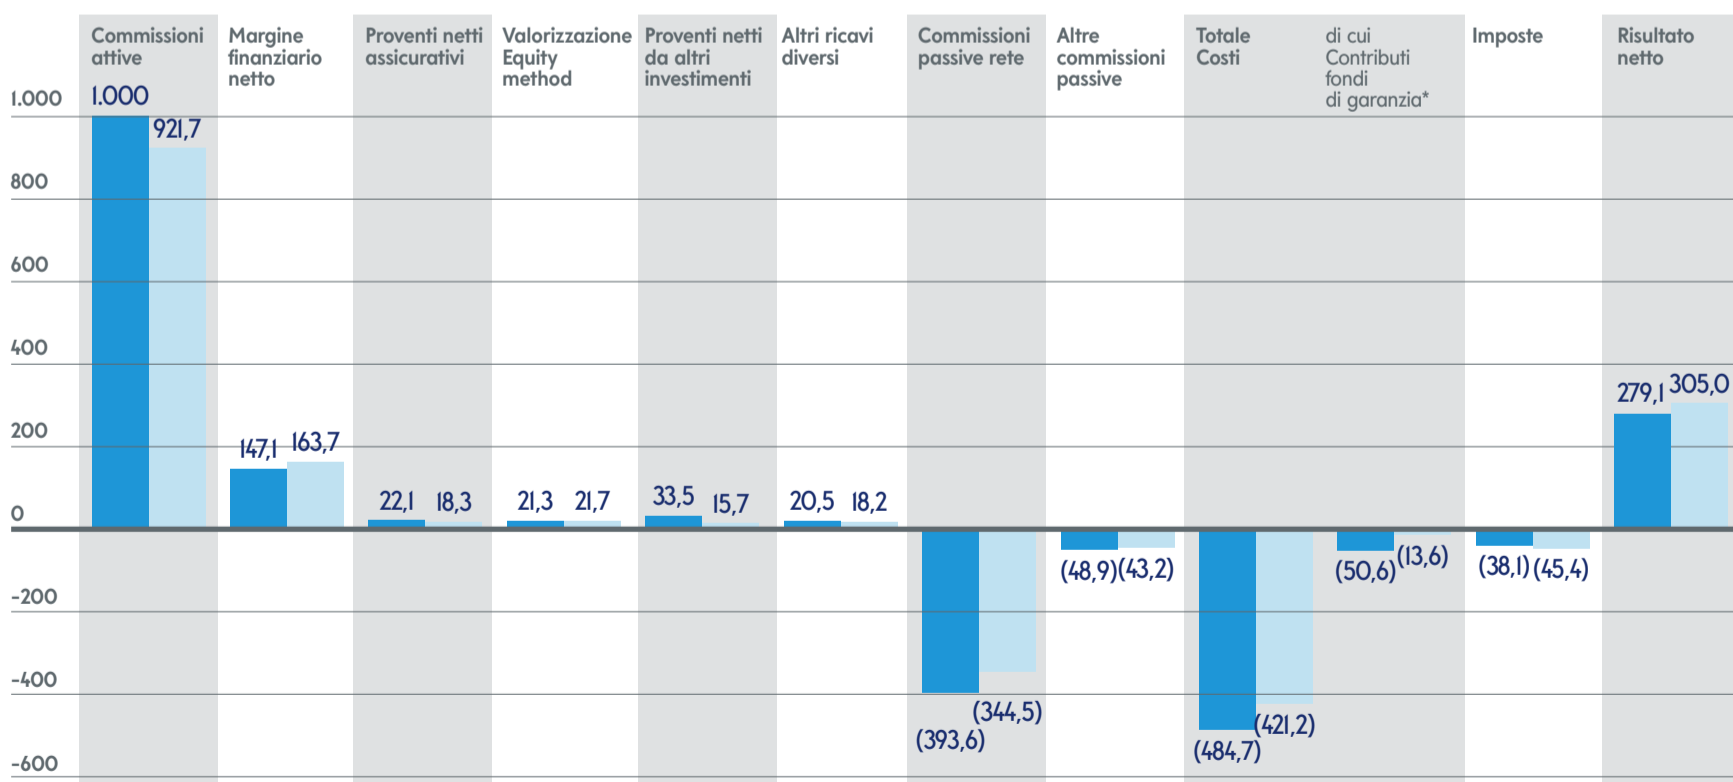 Commissioni
attive
Margine
finanziario
netto
Proventi netti
assicurativi
Valorizzazione
Equity
method
Proventi netti
da altri
investimenti
Altri ricavi
diversi
Commissioni
passive rete
Altre
commissioni
passive
Totale
Costi
di cui
Contributi
fondi
di garanzia*
Imposte
Risultato
netto
1.000
800
600
400
200
0
-200
-400
-600
1.000
921,7
147,1
163,7
22,1
18,3
21,3
21,7
33,5
15,7
20,5
18,2
(393,6)
(344,5)
(48,9)
(43,2)
(484,7)
(421,2)
(50,6)
(13,6)
(38,1)
(45,4)
279,1
305,0